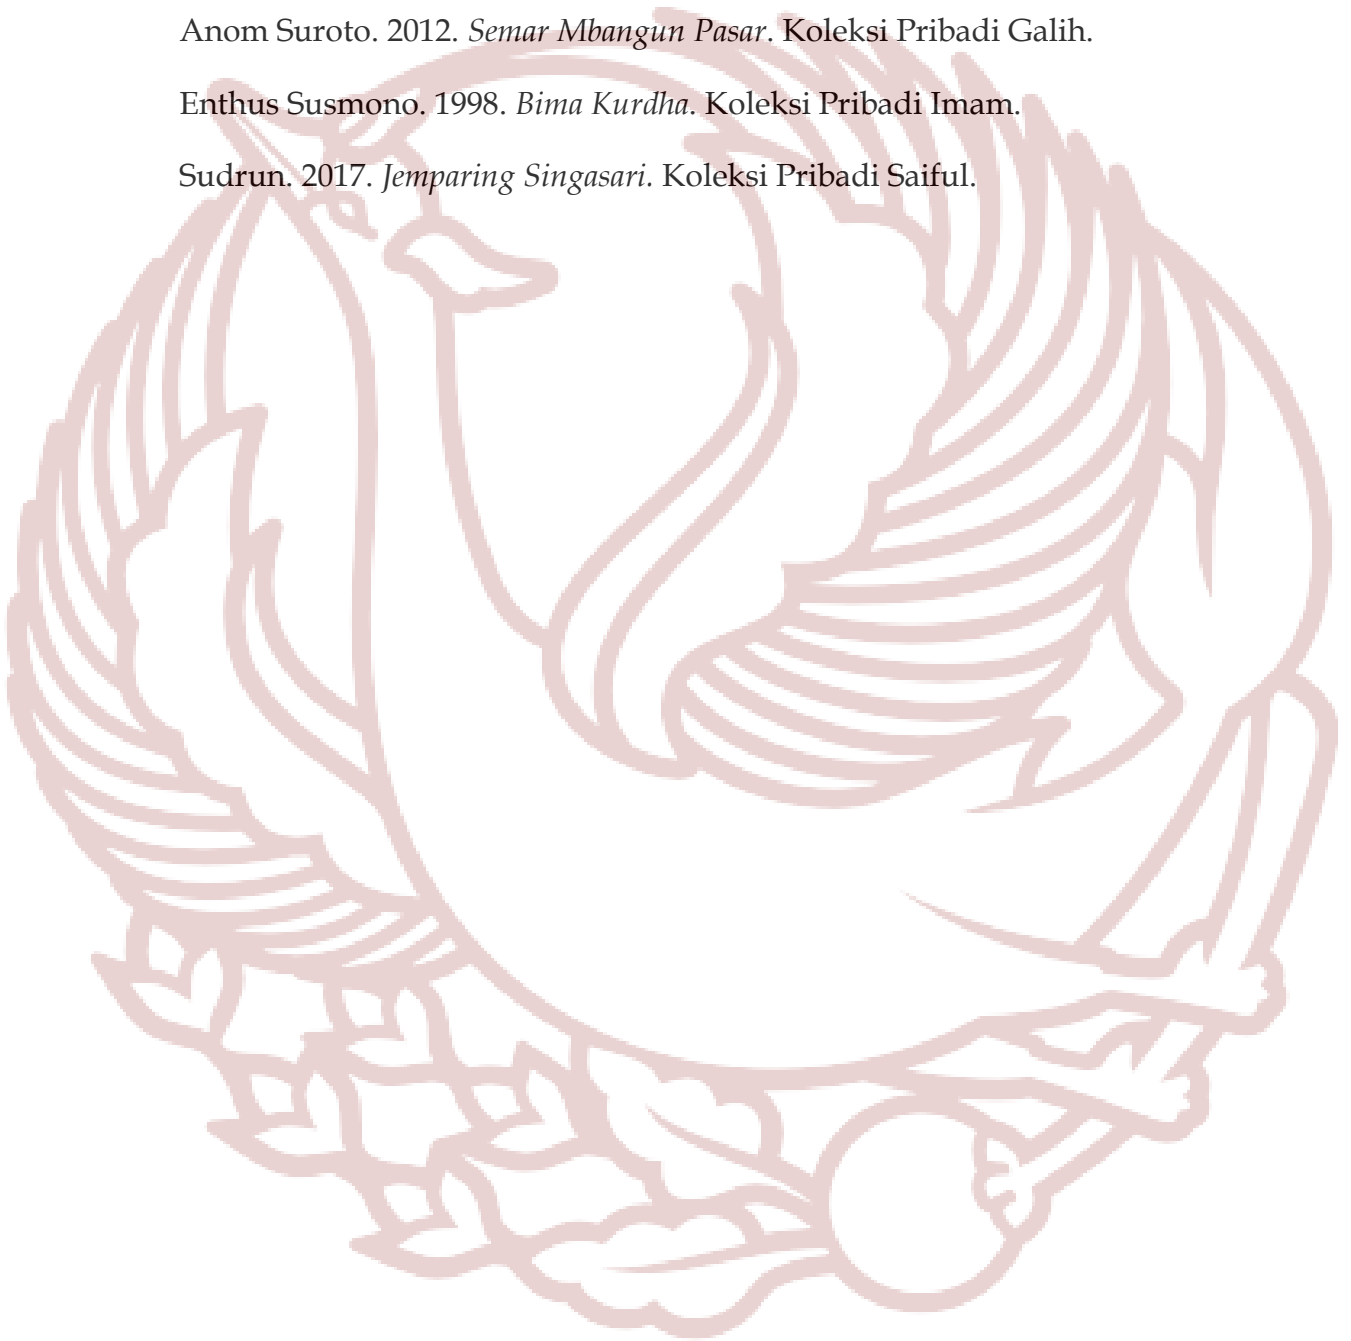 Anom Suroto. 2012. Semar Mbangun Pasar. Koleksi Pribadi Galih.
Enthus Susmono. 1998. Bima Kurdha. Koleksi Pribadi Imam.
Sudrun. 2017. Jemparing Singasari. Koleksi Pribadi Saiful.